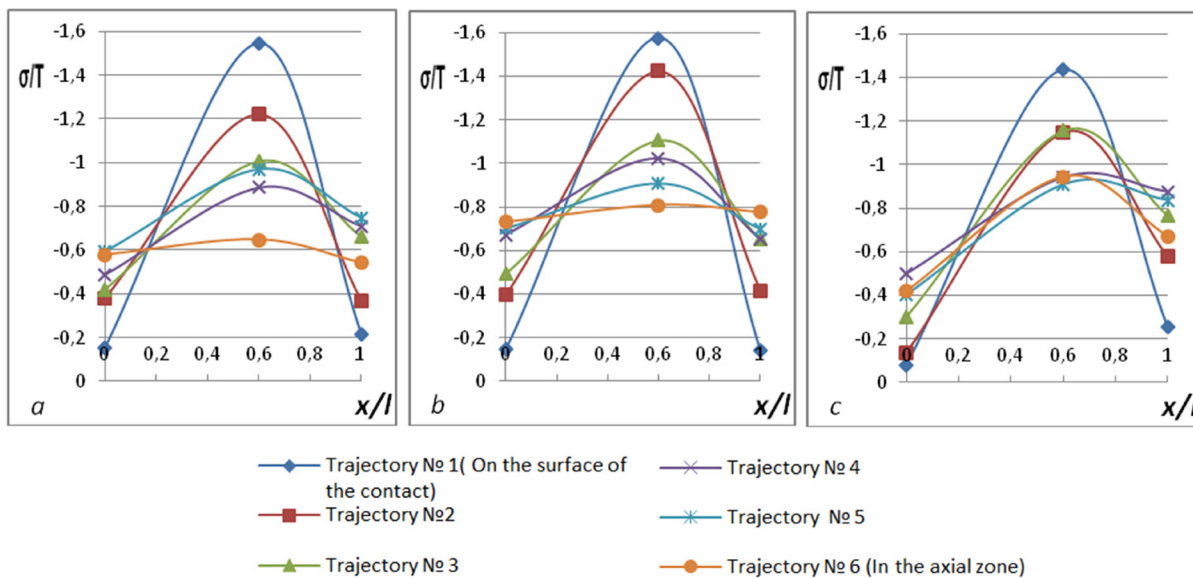 -1,6
σ/T
-1,4
-1,2
-1
-0,8
-0,6
-0,4
-0,2
0
0 0,2 0,4 0,6 0,8 1
a x/l
-1,6
σ/T
-1,4
-1,2
-1
-0,8
-0,6
-0,4
-0,2
0
0 0,2 0,4 0,6 0,8 1
b x/l
-1,6
-1,4
σ/T
-1,2
-1
-0,8
-0,6
-0,4
-0,2
0
0 0,2 0,4 0,6 0,8 1
c x/l
Trajectory № 1( On the surface of
the contact)
Trajectory №2
Trajectory № 3
Trajectory № 4
Trajectory № 5
Trajectory № 6 (In the axial zone)